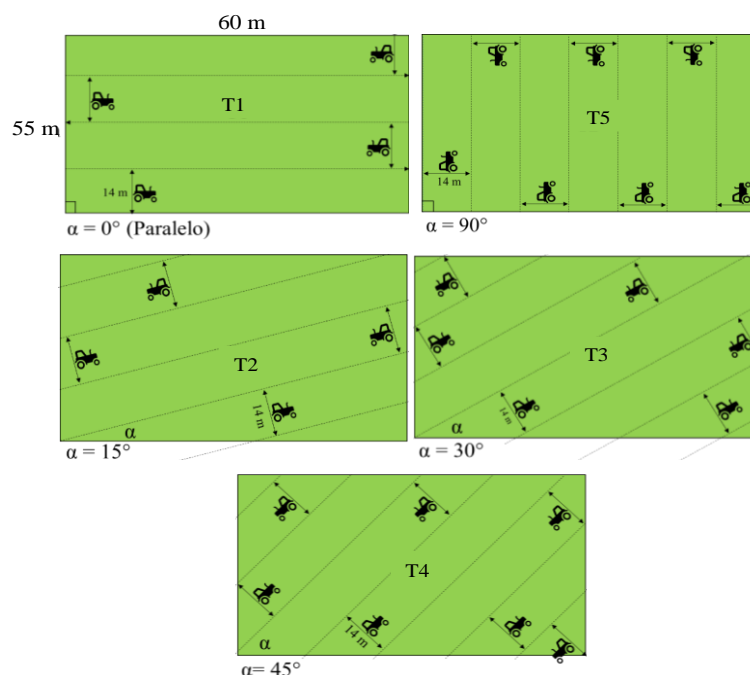 60 m
T1
55 m
14 m
α = 0° (Paralelo)
T5
14 m
α = 90°
T2
14 m
α
α = 15°
T3
14 m
α
α = 30°
T4
14 m
α
α= 45°